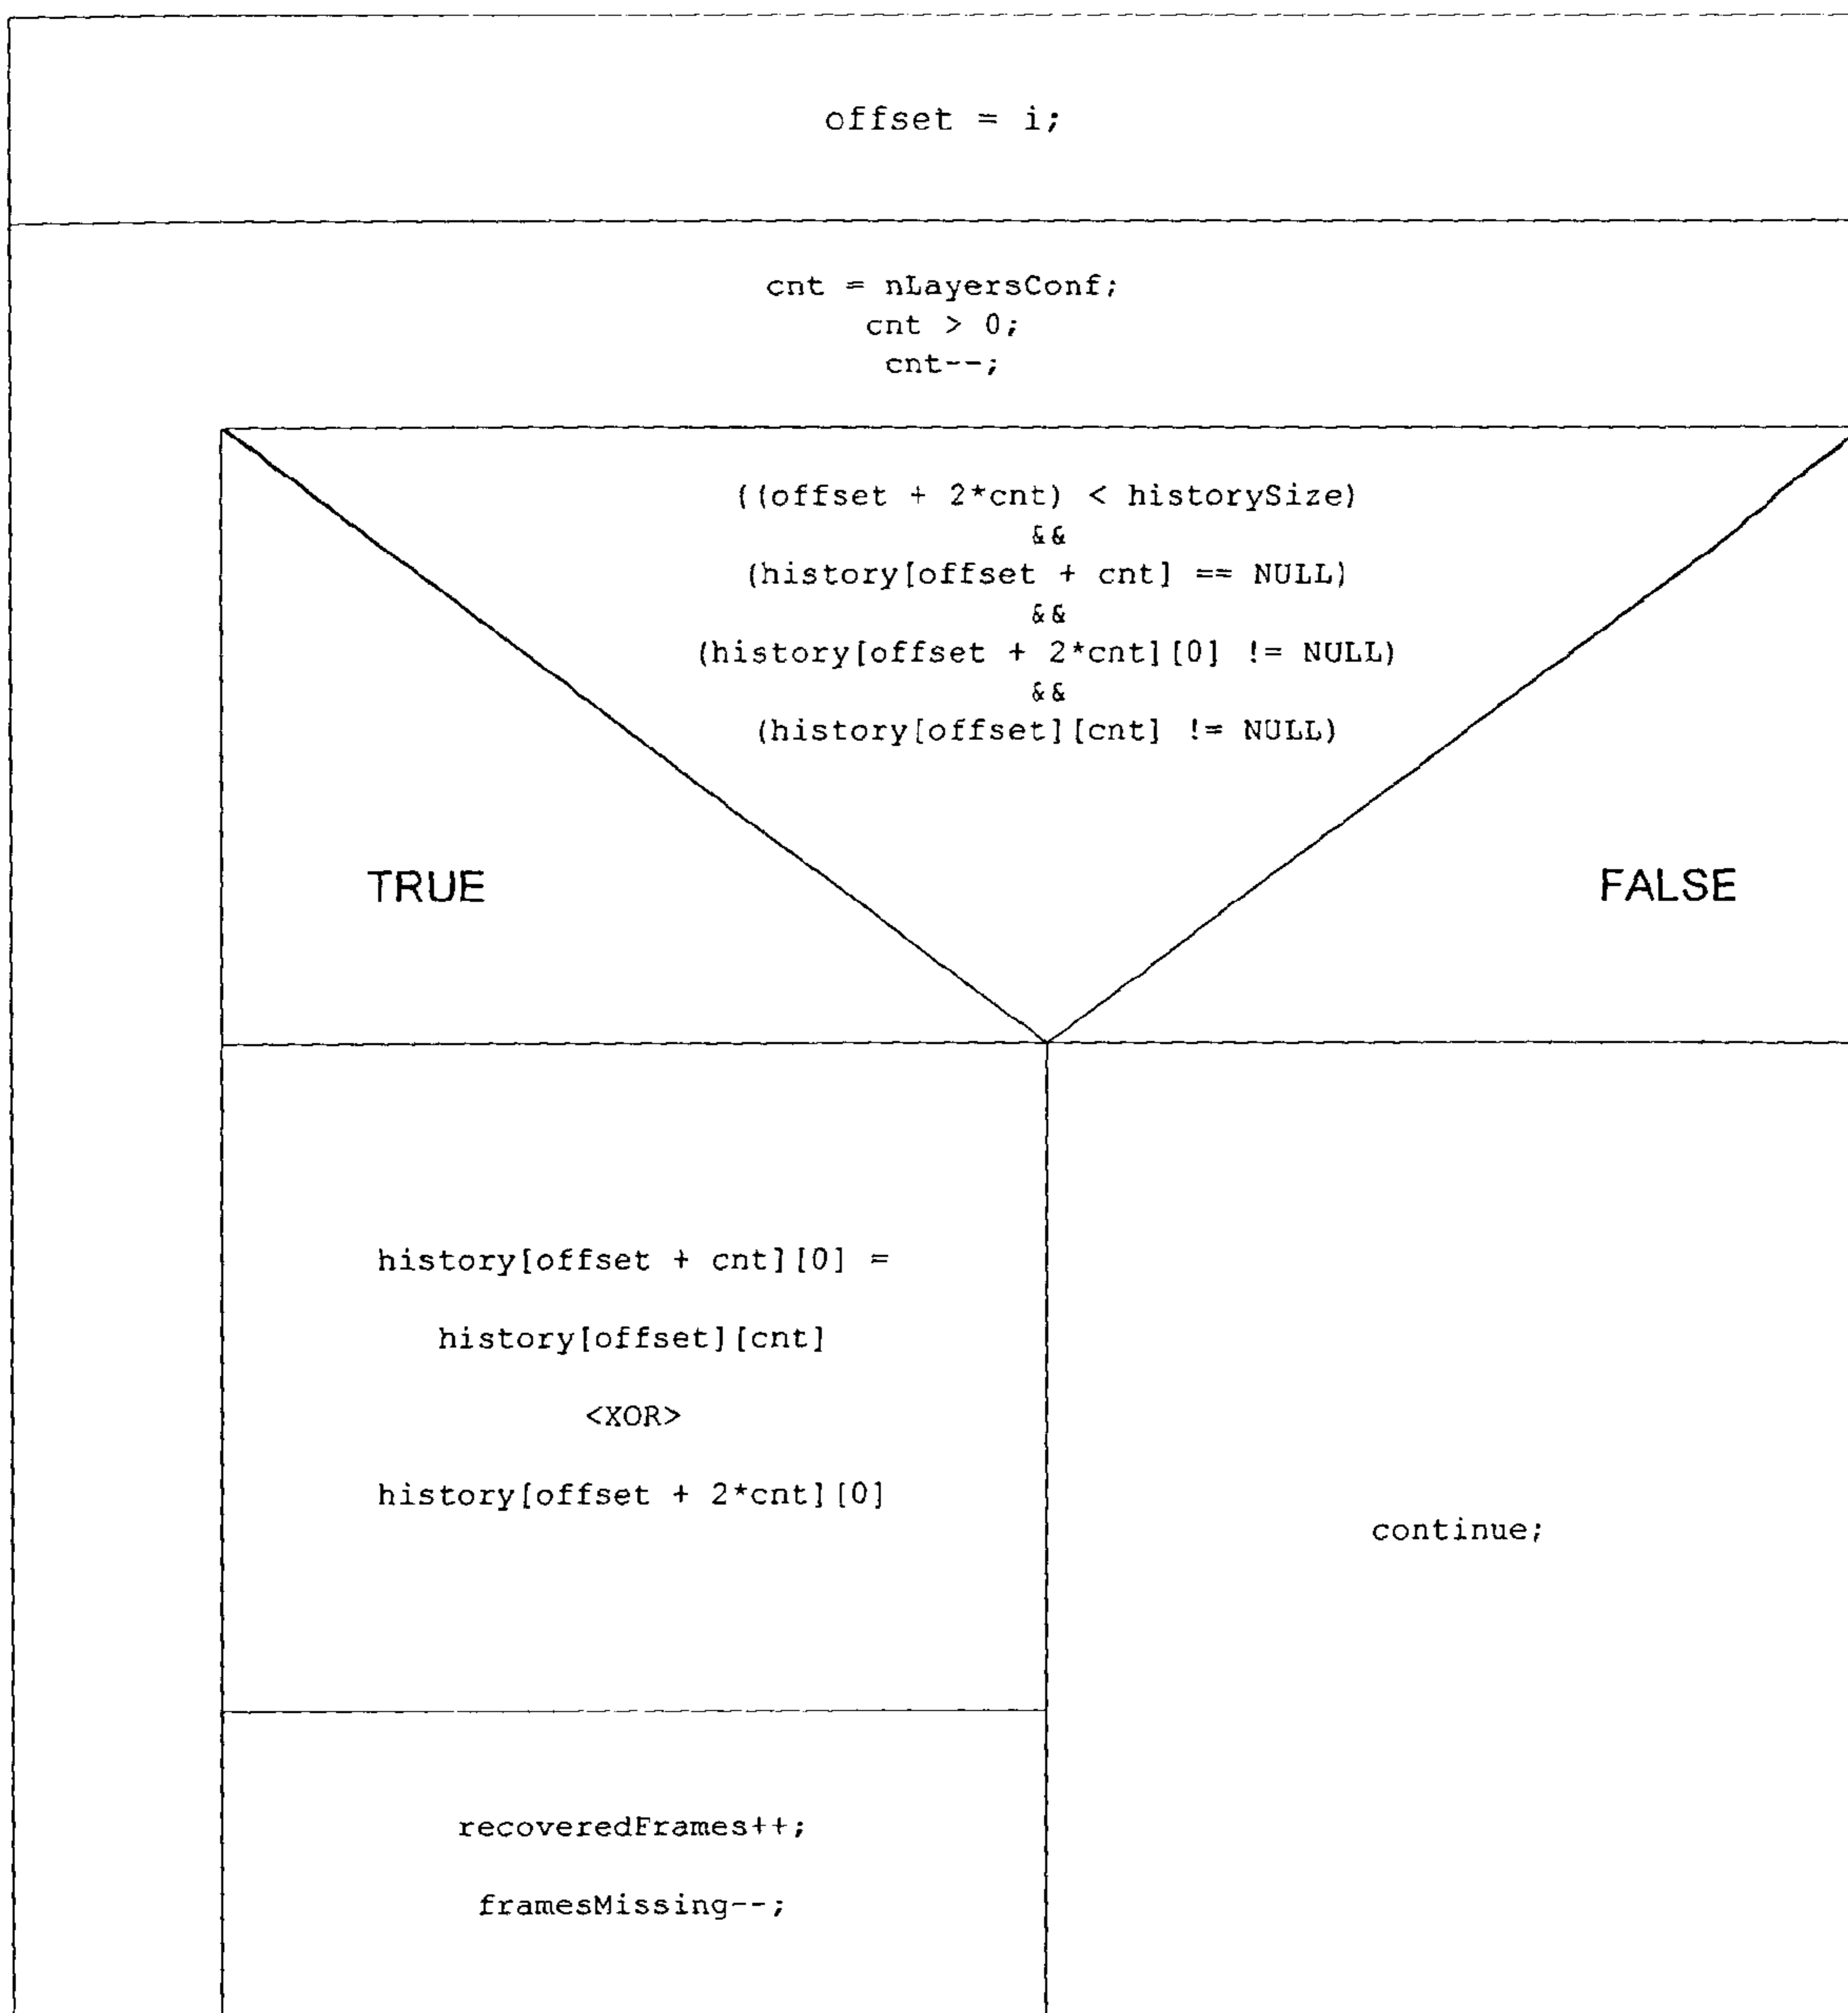 offset = i;
cnt = nLayersConf;
cnt > 0;
cnt--;
((offset + 2*cnt) < historySize)
&&
(history[offset + cnt] == NULL)
&&
(history[offset + 2*cnt][0] != NULL)
&&
(history[offset][cnt] != NULL)
TRUE
FALSE
history[offset + cnt][0] =
history[offset][cnt]
<XOR>
history[offset + 2*cnt][0]
continue;
recoveredFrames++;
framesMissing--;